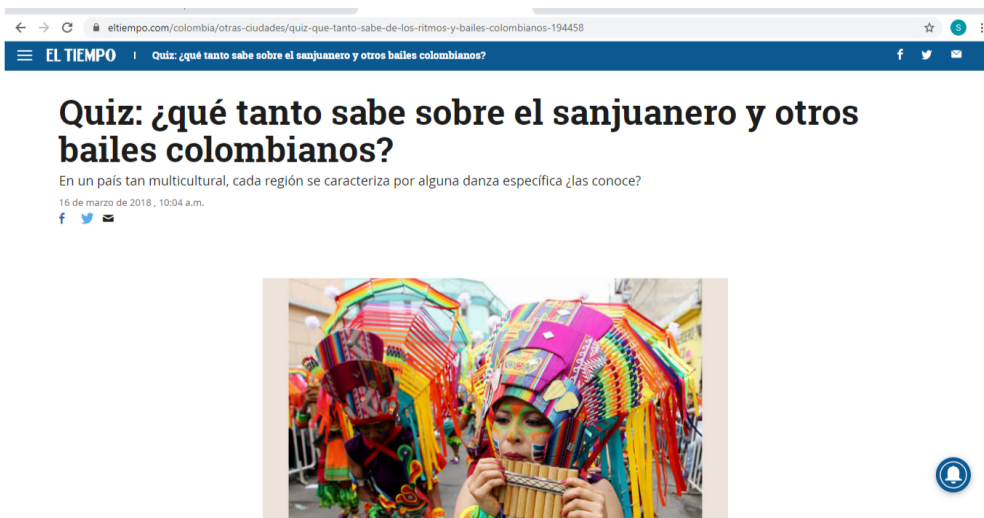 eltiempo.com/colombia/otras-ciudades/quiz-que-tanto-sabe-de-los-ritmos-y-bailes-colombianos-194458
S
EL TIEMPO | Quiz: ¿qué tanto sabe sobre el sanjuanero y otros bailes colombianos?
Quiz: ¿qué tanto sabe sobre el sanjuanero y otros
bailes colombianos?
En un país tan multicultural, cada región se caracteriza por alguna danza específica ¿las conoce?
16 de marzo de 2018 , 10:04 a.m.